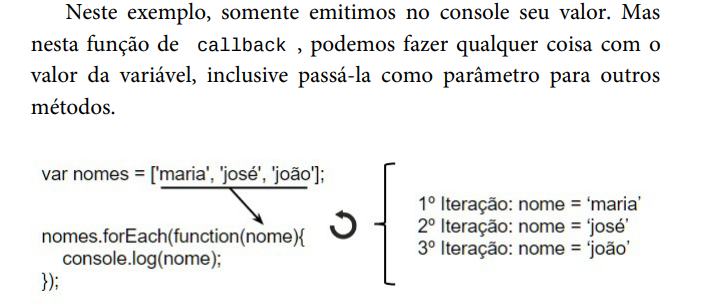 Neste exemplo, somente emitimos no console seu valor. Mas
nesta função de callback , podemos fazer qualquer coisa com o
valor da variável, inclusive passá-la como parâmetro para outros
métodos.
var nomes = ['maria', 'josé', 'joão'];
nomes.forEach(function(nome){
console.log(nome);
});
1º Iteração: nome = ‘maria’
2º Iteração: nome = ‘josé’
3º Iteração: nome = ‘joão’